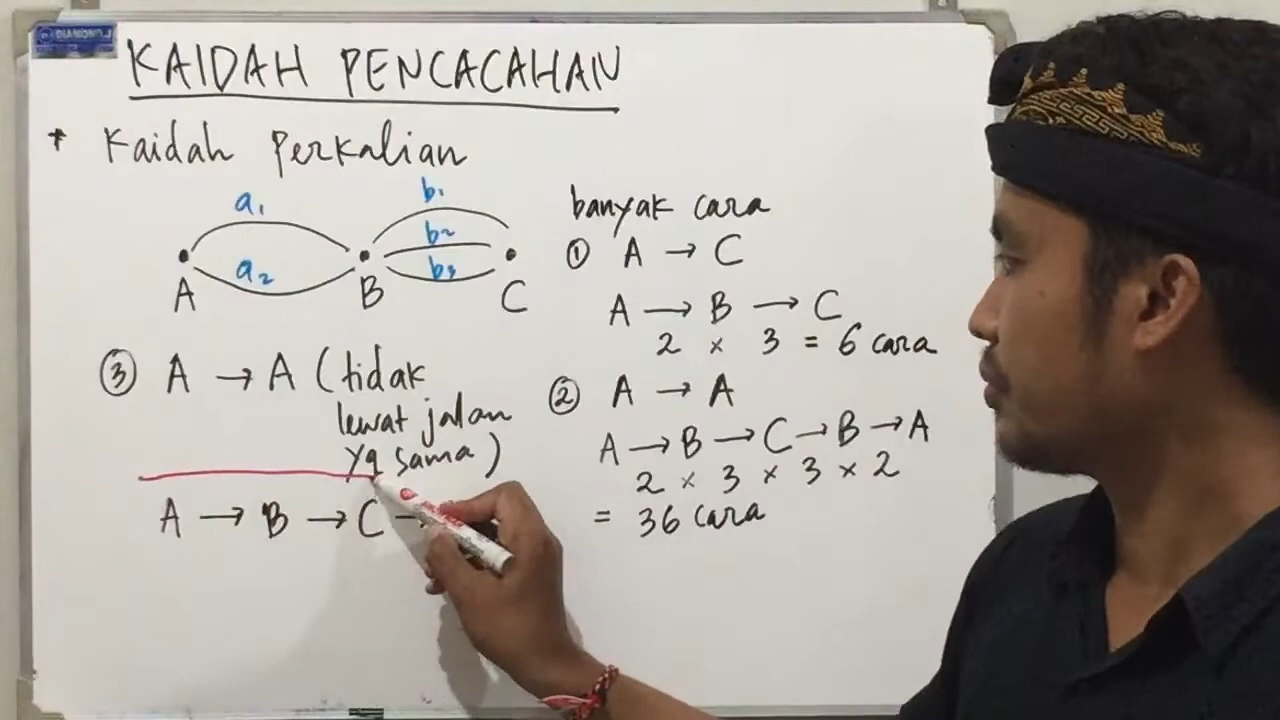 DIAMOND.J
KAIDAH PENCACAHAN
+ Kaidah Perkalian
a₁
b₁
a₂
b₂
b₃
A
B
C
banyak cara
① A → C
A → B → C
2 × 3 = 6 cara
② A → A
A → B → C → B → A
2 × 3 × 3 × 2
= 36 cara
③ A → A (tidak
lewat jalan
yg sama)
A → B → C →